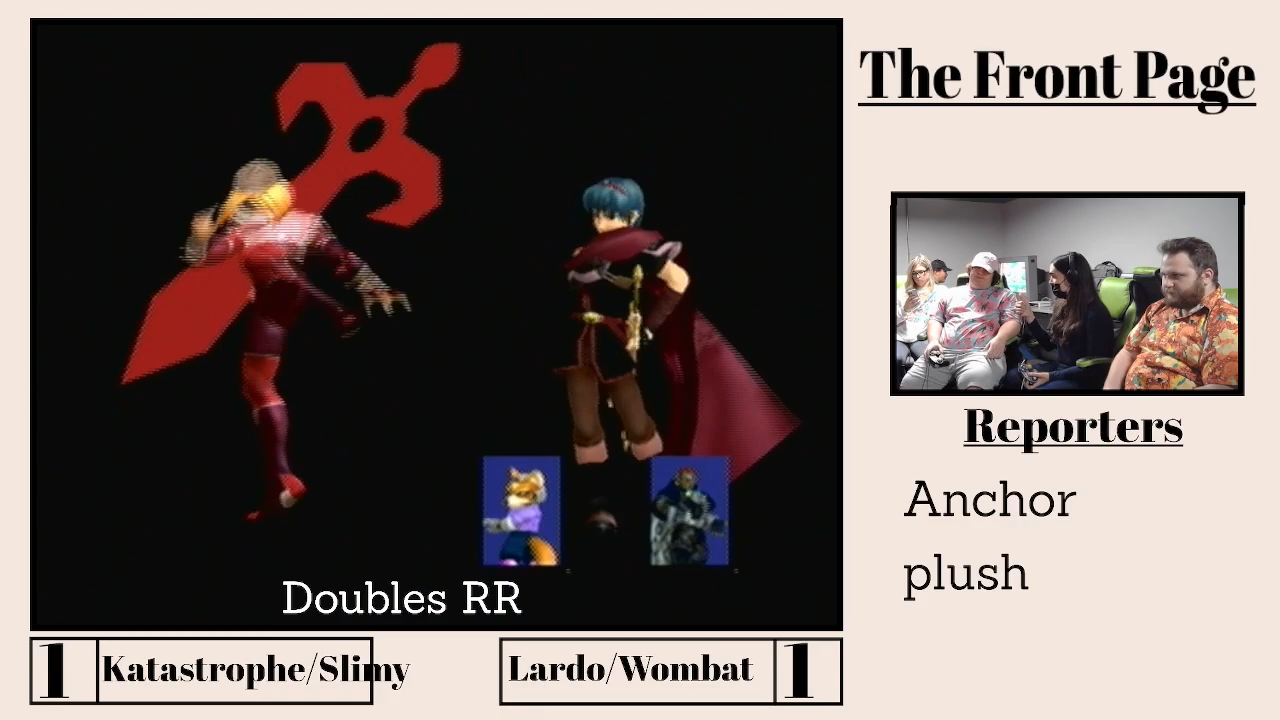 The Front Page
Reporters
Anchor
plush
Doubles RR
1 Katastrophe/Slimy
Lardo/Wombat 1